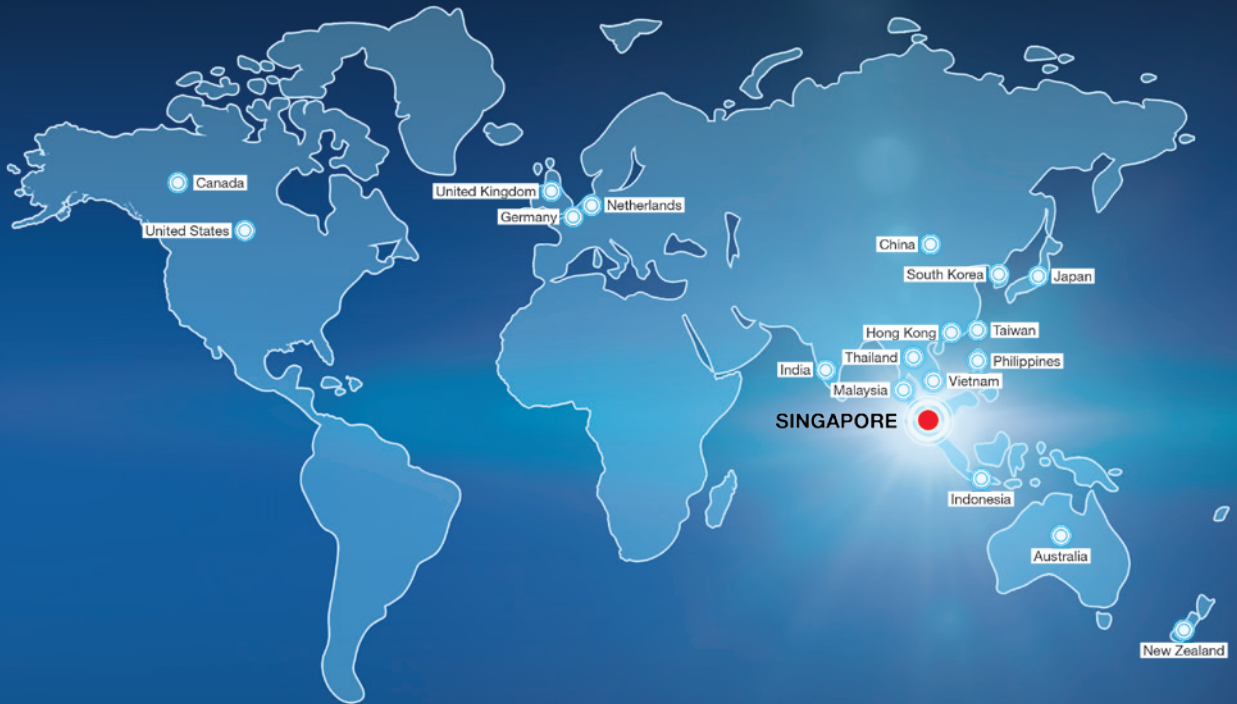 Canada
United Kingdom
Netherlands
Germany
United States
China
South Korea
Japan
Hong Kong
Taiwan
Thailand
Philippines
India
Vietnam
Malaysia
SINGAPORE
Indonesia
Australia
New Zealand